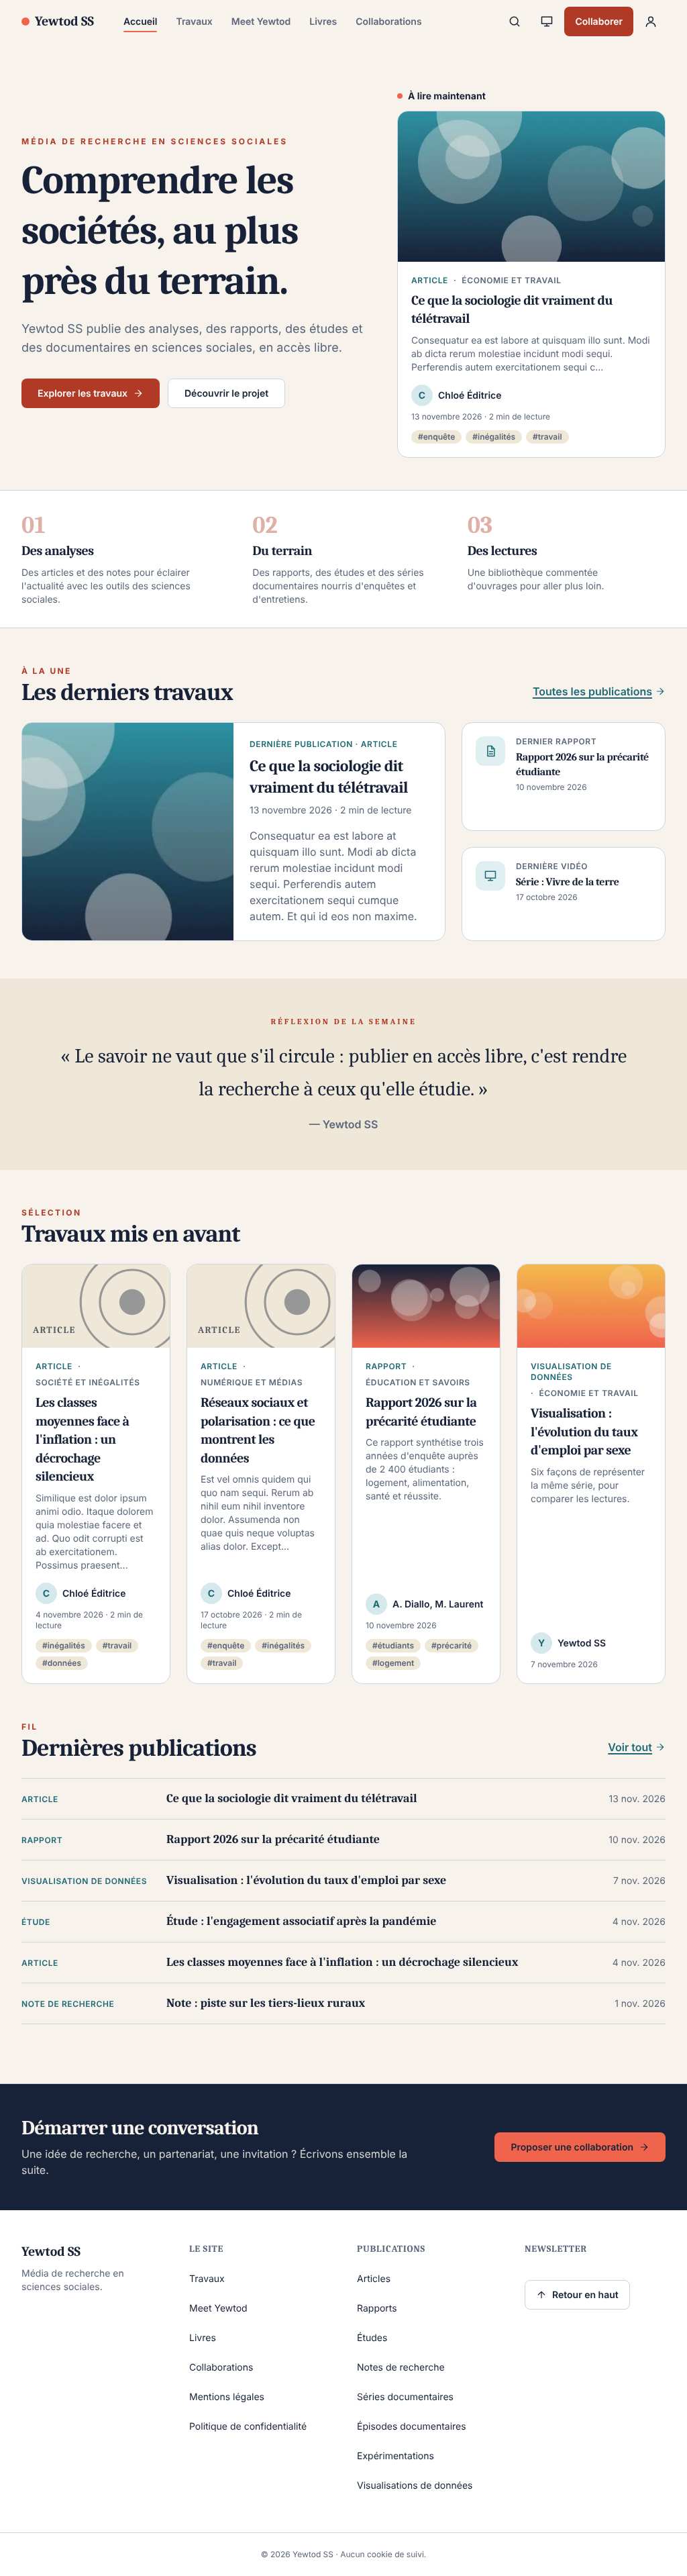 Yewtod SS
Accueil
Travaux
Meet Yewtod
Livres
Collaborations
Collaborer
MÉDIA DE RECHERCHE EN SCIENCES SOCIALES
Comprendre les
sociétés, au plus
près du terrain.
Yewtod SS publie des analyses, des rapports, des études et
des documentaires en sciences sociales, en accès libre.
Explorer les travaux →
Découvrir le projet
À lire maintenant
ARTICLE · ÉCONOMIE ET TRAVAIL
Ce que la sociologie dit vraiment du
télétravail
Consequatur ea est labore at quisquam illo sunt. Modi
ab dicta rerum molestiae incidunt modi sequi.
Perferendis autem exercitationem sequi c...
C Chloé Éditrice
13 novembre 2026 · 2 min de lecture
#enquête #inégalités #travail
01
Des analyses
Des articles et des notes pour éclairer
l'actualité avec les outils des sciences
sociales.
02
Du terrain
Des rapports, des études et des séries
documentaires nourris d'enquêtes et
d'entretiens.
03
Des lectures
Une bibliothèque commentée
d'ouvrages pour aller plus loin.
À LA UNE
Les derniers travaux
Toutes les publications →
DERNIÈRE PUBLICATION · ARTICLE
Ce que la sociologie dit
vraiment du télétravail
13 novembre 2026 · 2 min de lecture
Consequatur ea est labore at
quisquam illo sunt. Modi ab dicta
rerum molestiae incidunt modi
sequi. Perferendis autem
exercitationem sequi cumque
autem. Et qui id eos non maxime.
DERNIER RAPPORT
Rapport 2026 sur la précarité
étudiante
10 novembre 2026
DERNIÈRE VIDÉO
Série : Vivre de la terre
17 octobre 2026
RÉFLEXION DE LA SEMAINE
« Le savoir ne vaut que s'il circule : publier en accès libre, c'est rendre
la recherche à ceux qu'elle étudie. »
— Yewtod SS
SÉLECTION
Travaux mis en avant
ARTICLE
ARTICLE ·
SOCIÉTÉ ET INÉGALITÉS
Les classes
moyennes face à
l'inflation : un
décrochage
silencieux
Similique est dolor ipsum
animi odio. Itaque dolorem
quia molestiae facere et
ad. Quo odit corrupti est
ab exercitationem.
Possimus praesent...
C Chloé Éditrice
4 novembre 2026 · 2 min de
lecture
#inégalités #travail
#données
ARTICLE
ARTICLE ·
NUMÉRIQUE ET MÉDIAS
Réseaux sociaux et
polarisation : ce que
montrent les
données
Est vel omnis quidem qui
quo nam sequi. Rerum ab
nihil eum nihil inventore
dolor. Assumenda non
quae quis neque voluptas
alias dolor. Except...
C Chloé Éditrice
17 octobre 2026 · 2 min de
lecture
#enquête #inégalités
#travail
RAPPORT ·
ÉDUCATION ET SAVOIRS
Rapport 2026 sur la
précarité étudiante
Ce rapport synthétise trois
années d'enquête auprès
de 2 400 étudiants :
logement, alimentation,
santé et réussite.
A A. Diallo, M. Laurent
10 novembre 2026
#étudiants #précarité
#logement
VISUALISATION DE
DONNÉES
· ÉCONOMIE ET TRAVAIL
Visualisation :
l'évolution du taux
d'emploi par sexe
Six façons de représenter
la même série, pour
comparer les lectures.
Y Yewtod SS
7 novembre 2026
FIL
Dernières publications
Voir tout →
ARTICLE Ce que la sociologie dit vraiment du télétravail 13 nov. 2026
RAPPORT Rapport 2026 sur la précarité étudiante 10 nov. 2026
VISUALISATION DE DONNÉES Visualisation : l'évolution du taux d'emploi par sexe 7 nov. 2026
ÉTUDE Étude : l'engagement associatif après la pandémie 4 nov. 2026
ARTICLE Les classes moyennes face à l'inflation : un décrochage silencieux 4 nov. 2026
NOTE DE RECHERCHE Note : piste sur les tiers-lieux ruraux 1 nov. 2026
Démarrer une conversation
Une idée de recherche, un partenariat, une invitation ? Écrivons ensemble la
suite.
Proposer une collaboration →
Yewtod SS
Média de recherche en
sciences sociales.
LE SITE
Travaux
Meet Yewtod
Livres
Collaborations
Mentions légales
Politique de confidentialité
PUBLICATIONS
Articles
Rapports
Études
Notes de recherche
Séries documentaires
Épisodes documentaires
Expérimentations
Visualisations de données
NEWSLETTER
↑ Retour en haut
© 2026 Yewtod SS · Aucun cookie de suivi.